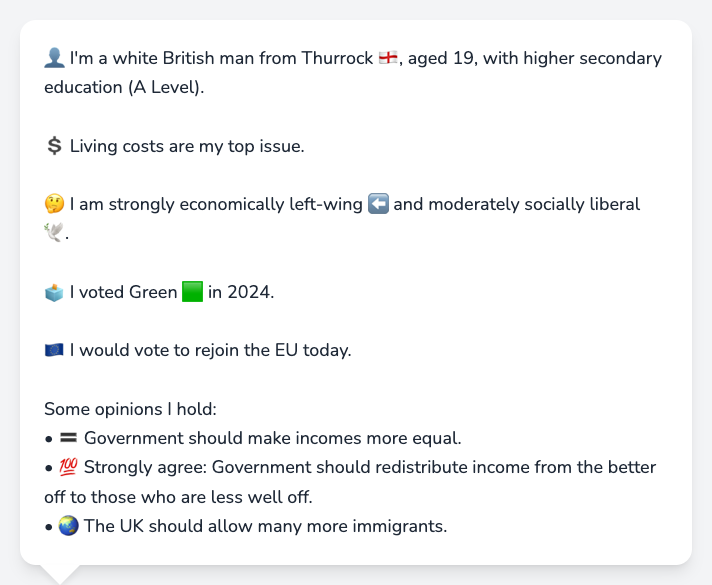 👤 I'm a white British man from Thurrock 🏴󠁧󠁢󠁥󠁮󠁧󠁿, aged 19, with higher secondary
education (A Level).
💲 Living costs are my top issue.
🤔 I am strongly economically left-wing ⬅️ and moderately socially liberal
🕊️.
🗳️ I voted Green 🟩 in 2024.
🇪🇺 I would vote to rejoin the EU today.
Some opinions I hold:
• 🟰 Government should make incomes more equal.
• 💯 Strongly agree: Government should redistribute income from the better
off to those who are less well off.
• 🌏 The UK should allow many more immigrants.